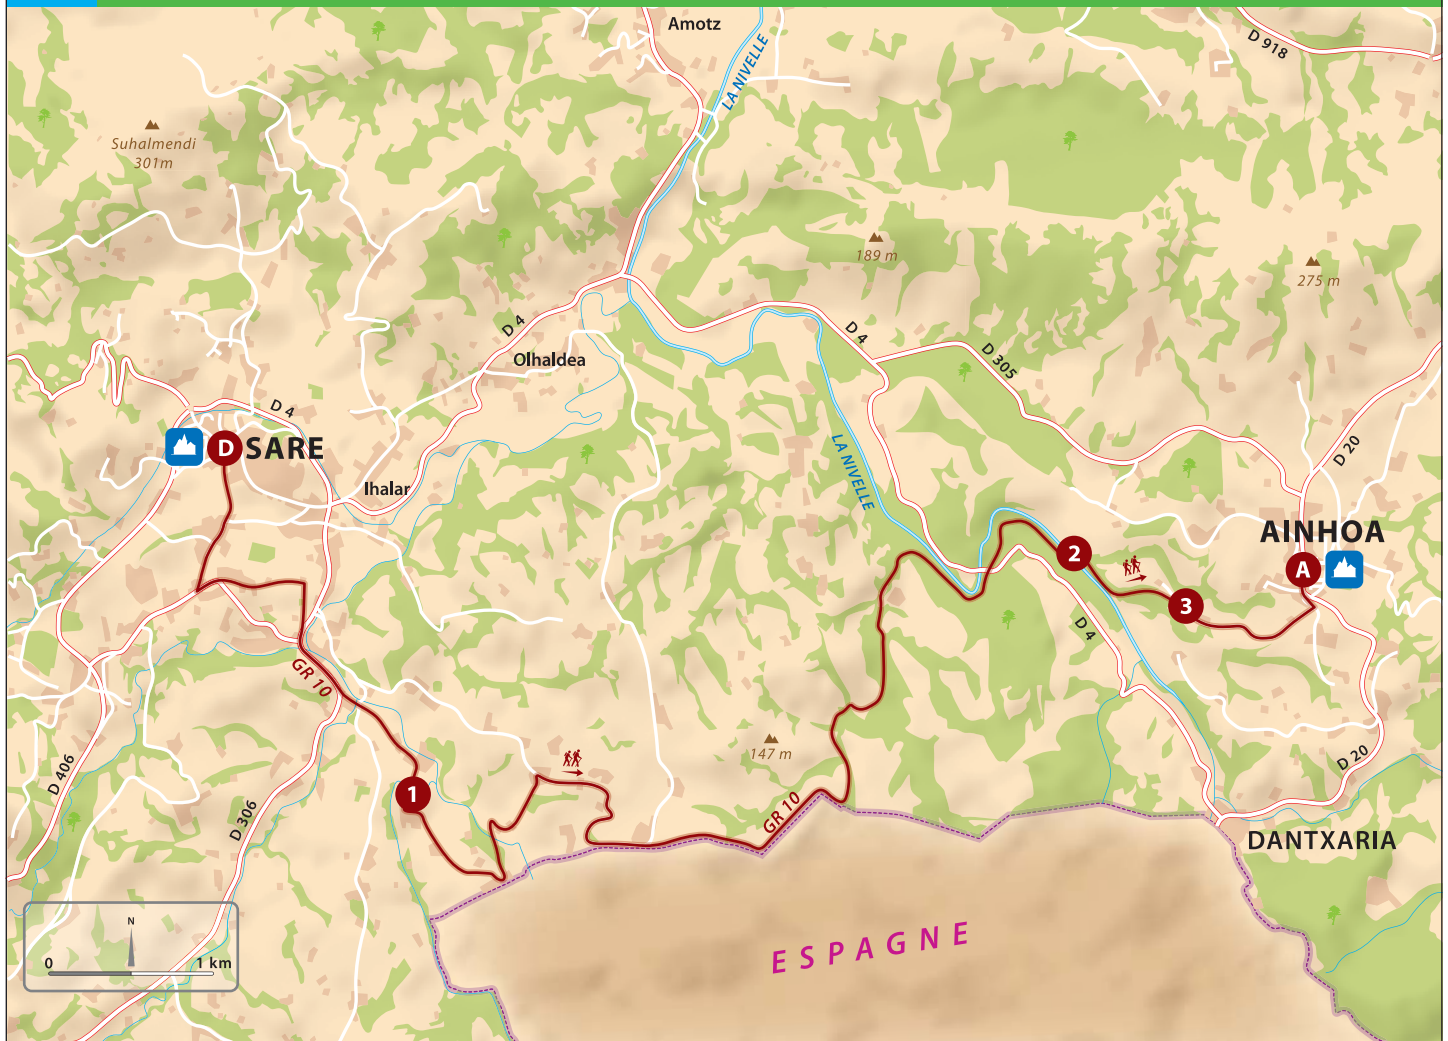 Amotz
LA NIVELLE
D 918
Suhalmendi
301m
189 m
275 m
D 4
Olhaldea
D 4
D 305
D 4
D SARE
LA NIVELLE
D 20
Ihalar
AINHOA
A
2
3
D 4
GR 10
147 m
D 406
1
D 306
GR 10
D 20
DANTXARIA
ESPAGNE
N
0 1 km